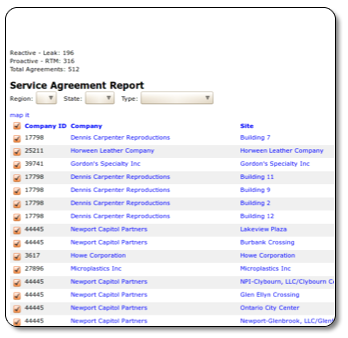 Reactive - Leak: 196
Proactive - RTM: 316
Total Agreements: 512
Service Agreement Report
Region: State: Type:
map it
Company ID Company Site
17798 Dennis Carpenter Reproductions Building 7
25211 Horween Leather Company Horween Leather Company
39741 Gordon's Specialty Inc Gordon's Specialty Inc
17798 Dennis Carpenter Reproductions Building 11
17798 Dennis Carpenter Reproductions Building 9
17798 Dennis Carpenter Reproductions Building 2
17798 Dennis Carpenter Reproductions Building 12
44445 Newport Capitol Partners Lakeview Plaza
44445 Newport Capitol Partners Burbank Crossing
3617 Howe Corporation Howe Corporation
27896 Microplastics Inc Microplastics Inc
44445 Newport Capitol Partners NPI-Clybourn, LLC/Clybourn C
44445 Newport Capitol Partners Glen Ellyn Crossing
44445 Newport Capitol Partners Ontario City Center
44445 Newport Capitol Partners Newport-Glenbrook, LLC/Glen